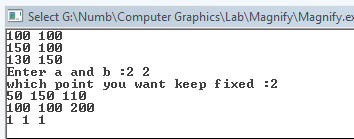 Select G:\Numb\Computer Graphics\Lab\Magnify\Magnify.ex
100 100
150 100
130 150
Enter a and b :2 2
which point you want keep fixed :2
50 150 110
100 100 200
1 1 1